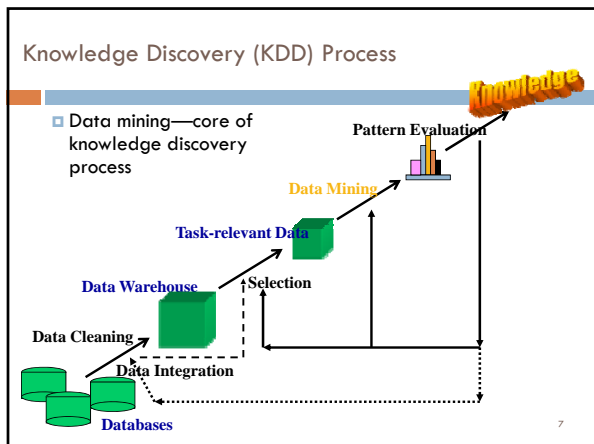 Knowledge Discovery (KDD) Process
Knowledge
Data mining—core of
knowledge discovery
process
Pattern Evaluation
Data Mining
Task-relevant Data
Data Warehouse
Selection
Data Cleaning
Data Integration
Databases
7